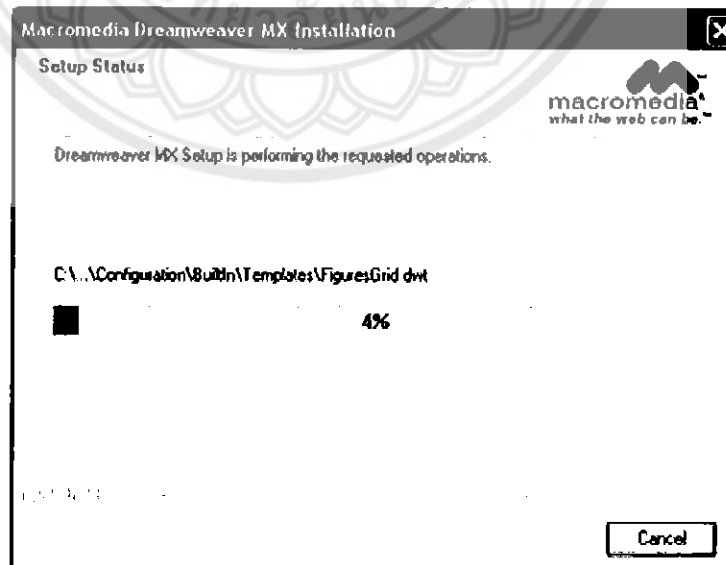 Macromedia Dreamweaver MX Installation
Setup Status
macromedia
what the web can be.™
Dreamweaver MX Setup is performing the requested operations.
C:\...\Configuration\BuiltIn\Templates\FiguresGrid.dwt
4%
Cancel